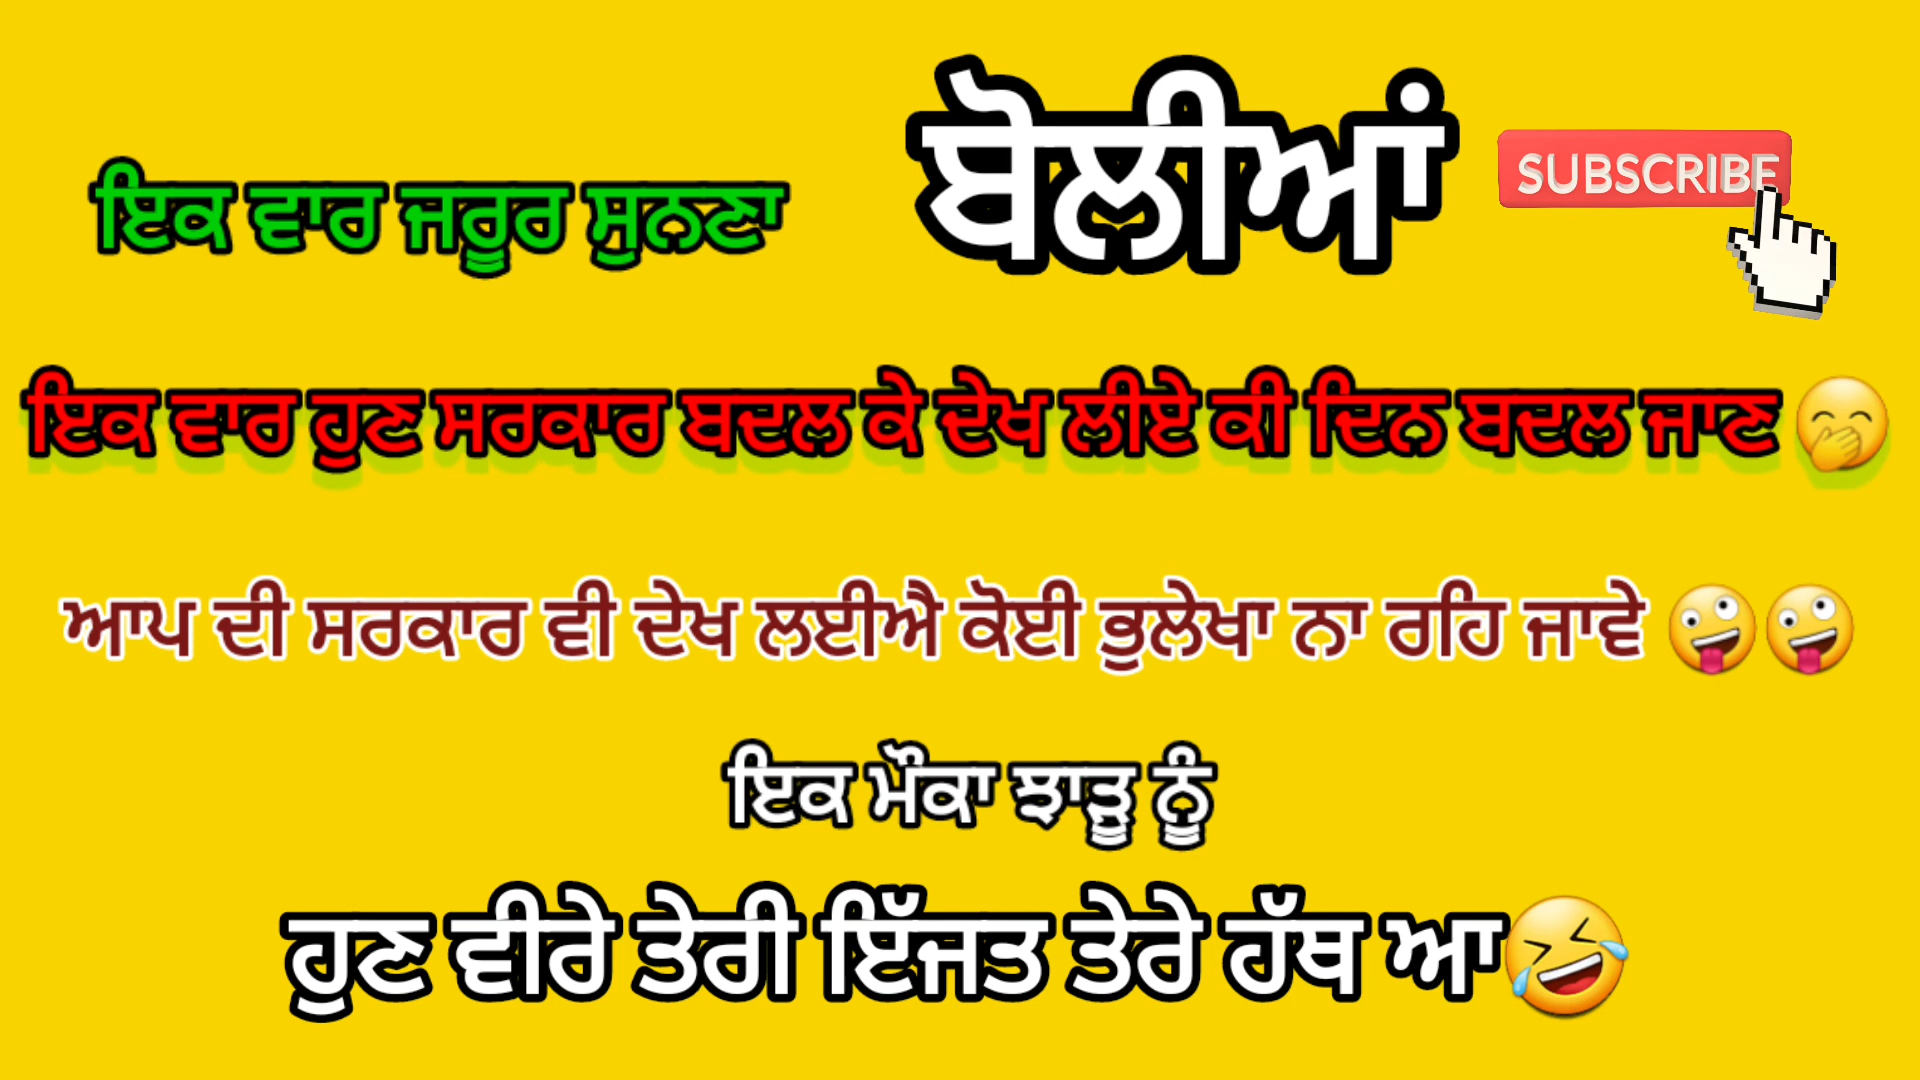 ਇਕ ਵਾਰ ਜਰੂਰ ਸੁਨਣਾ
ਬੋਲੀਆਂ
SUBSCRIBE
ਇਕ ਵਾਰ ਹੁਣ ਸਰਕਾਰ ਬਦਲ ਕੇ ਦੇਖ ਲੀਏ ਕੀ ਦਿਨ ਬਦਲ ਜਾਣ 🤭
ਆਪ ਦੀ ਸਰਕਾਰ ਵੀ ਦੇਖ ਲਈਐ ਕੋਈ ਭੁਲੇਖਾ ਨਾ ਰਹਿ ਜਾਵੇ 🤪🤪
ਇਕ ਮੌਕਾ ਝਾੜੂ ਨੂੰ
ਹੁਣ ਵੀਰੇ ਤੇਰੀ ਇੱਜਤ ਤੇਰੇ ਹੱਥ ਆ🤣